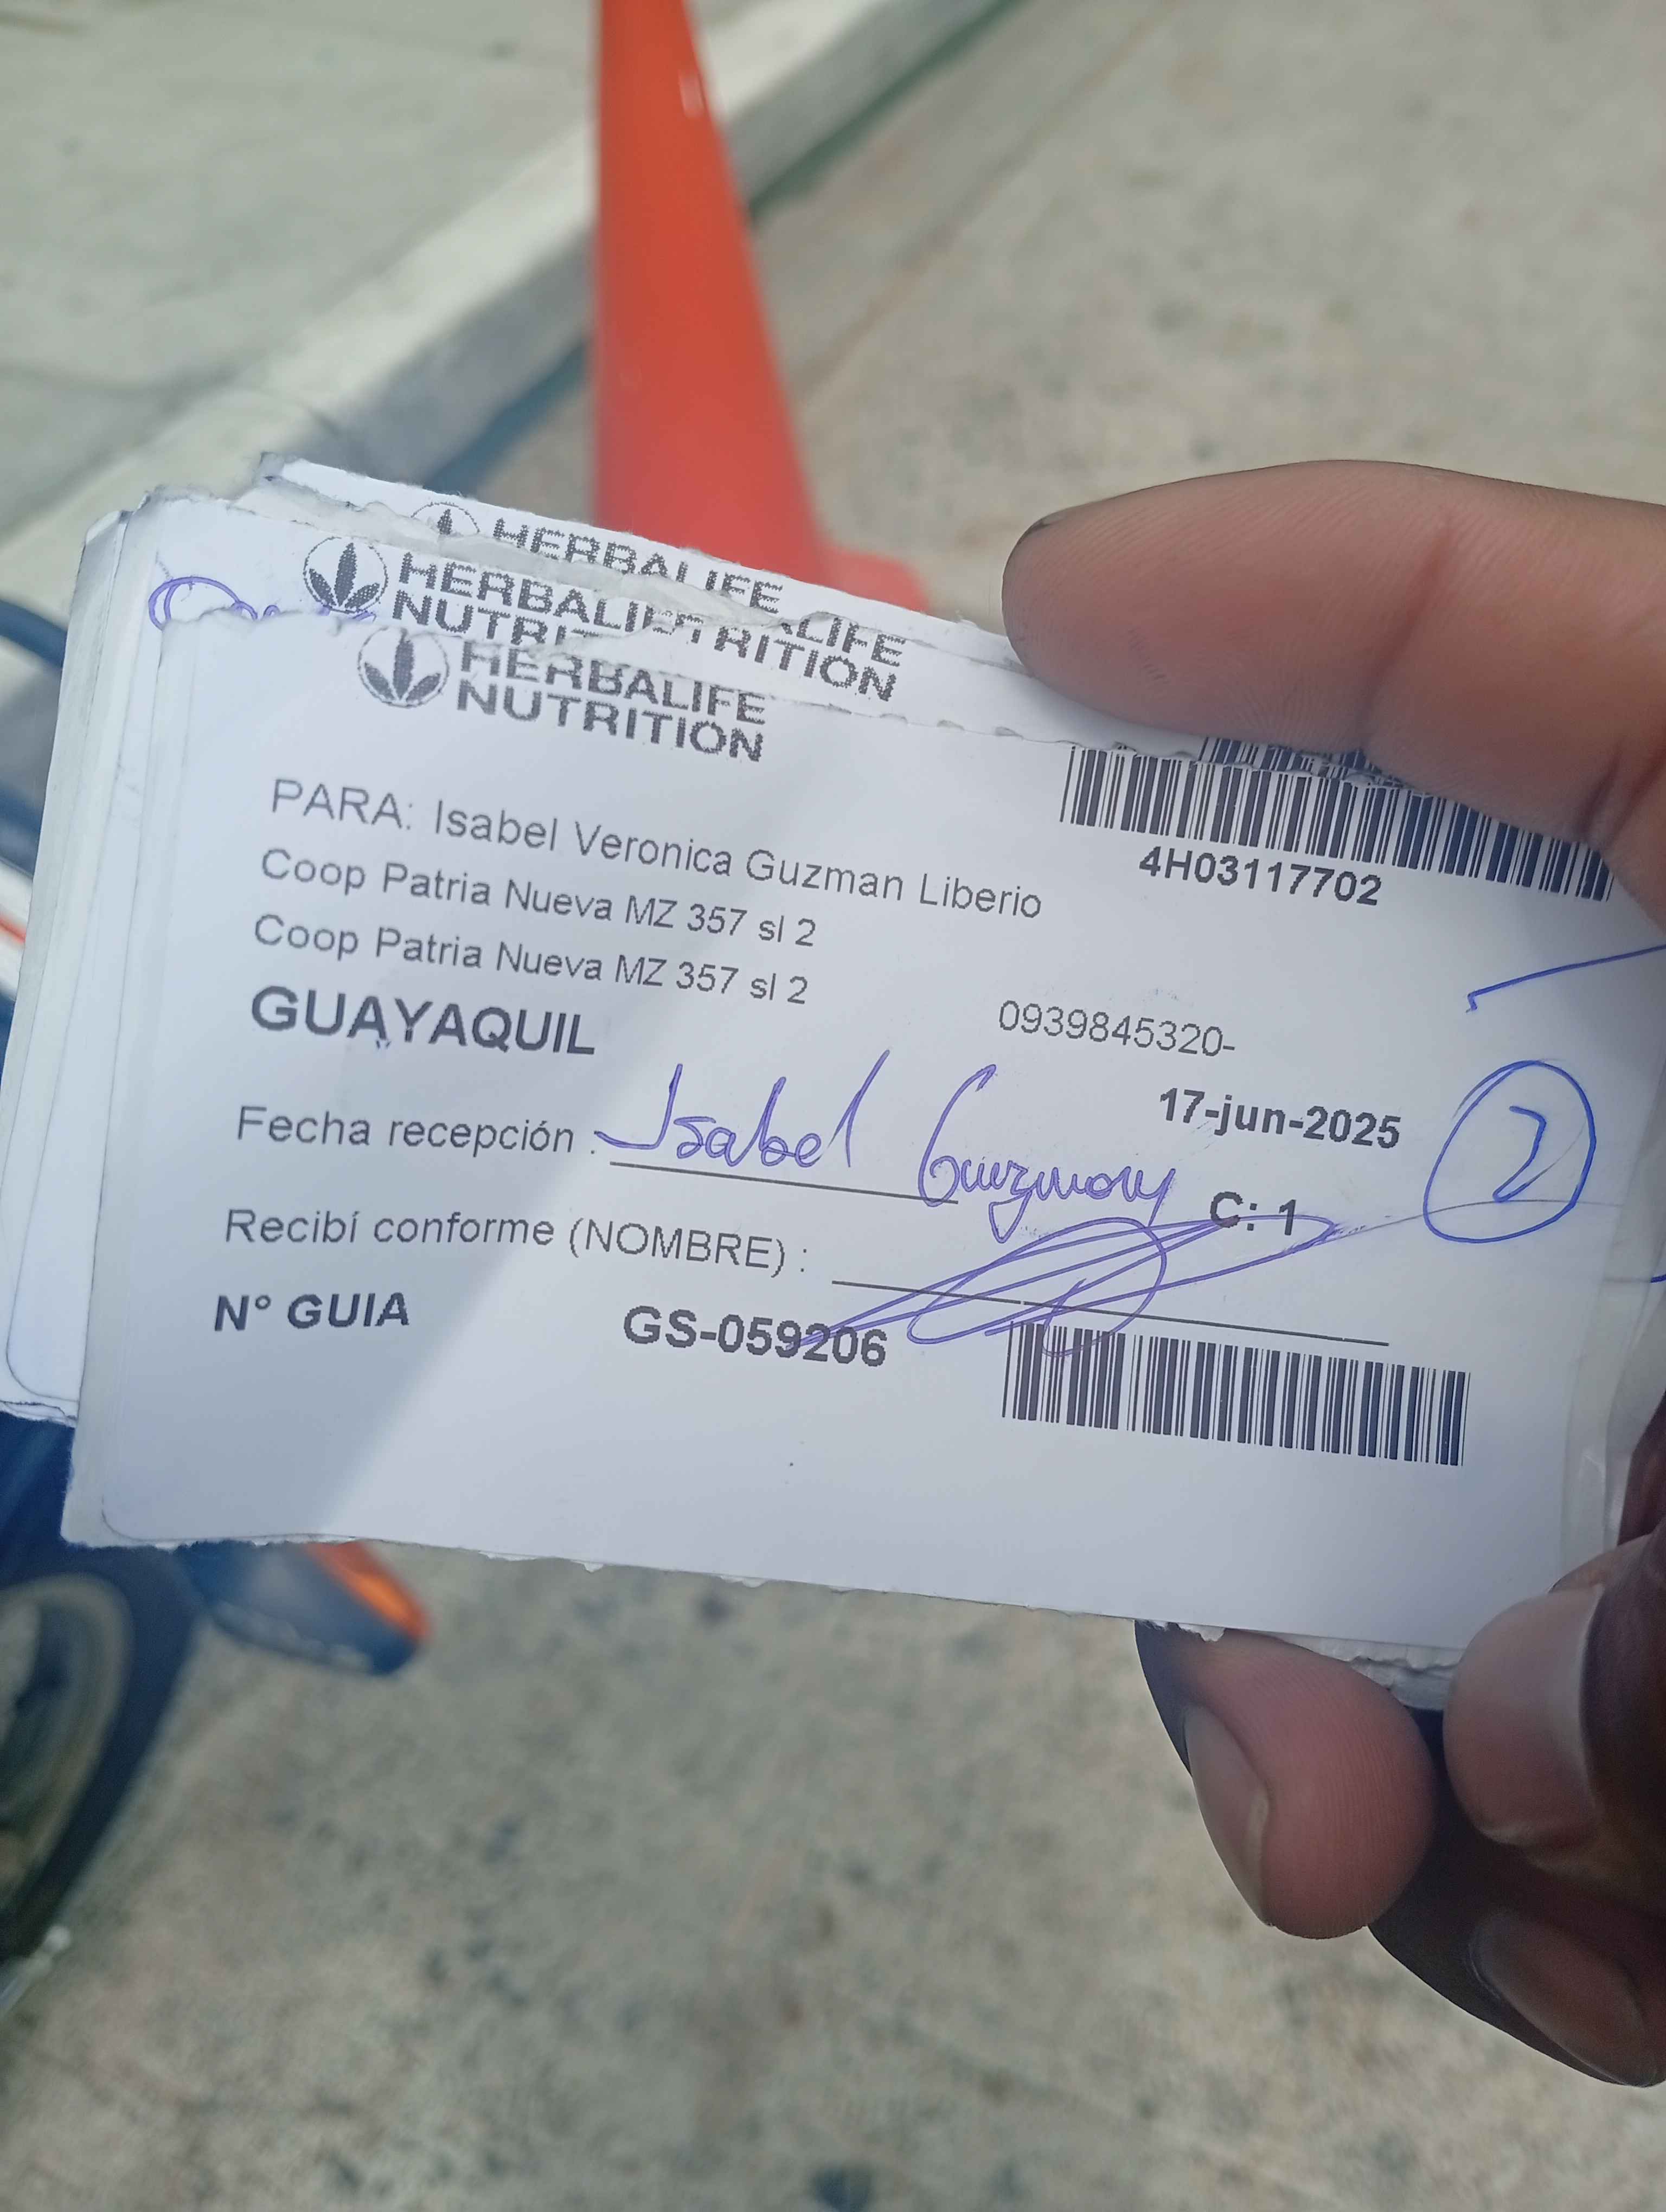 HERBALIFE
HERBALIFE
NUTRITION
HERBALIFE
NUTRITION
PARA: Isabel Veronica Guzman Liberio
4H03117702
Coop Patria Nueva MZ 357 sl 2
Coop Patria Nueva MZ 357 sl 2
GUAYAQUIL
0939845320-
17-jun-2025
2
Fecha recepción : Isabel Guzman
C: 1
Recibí conforme (NOMBRE) :
N° GUIA GS-059206